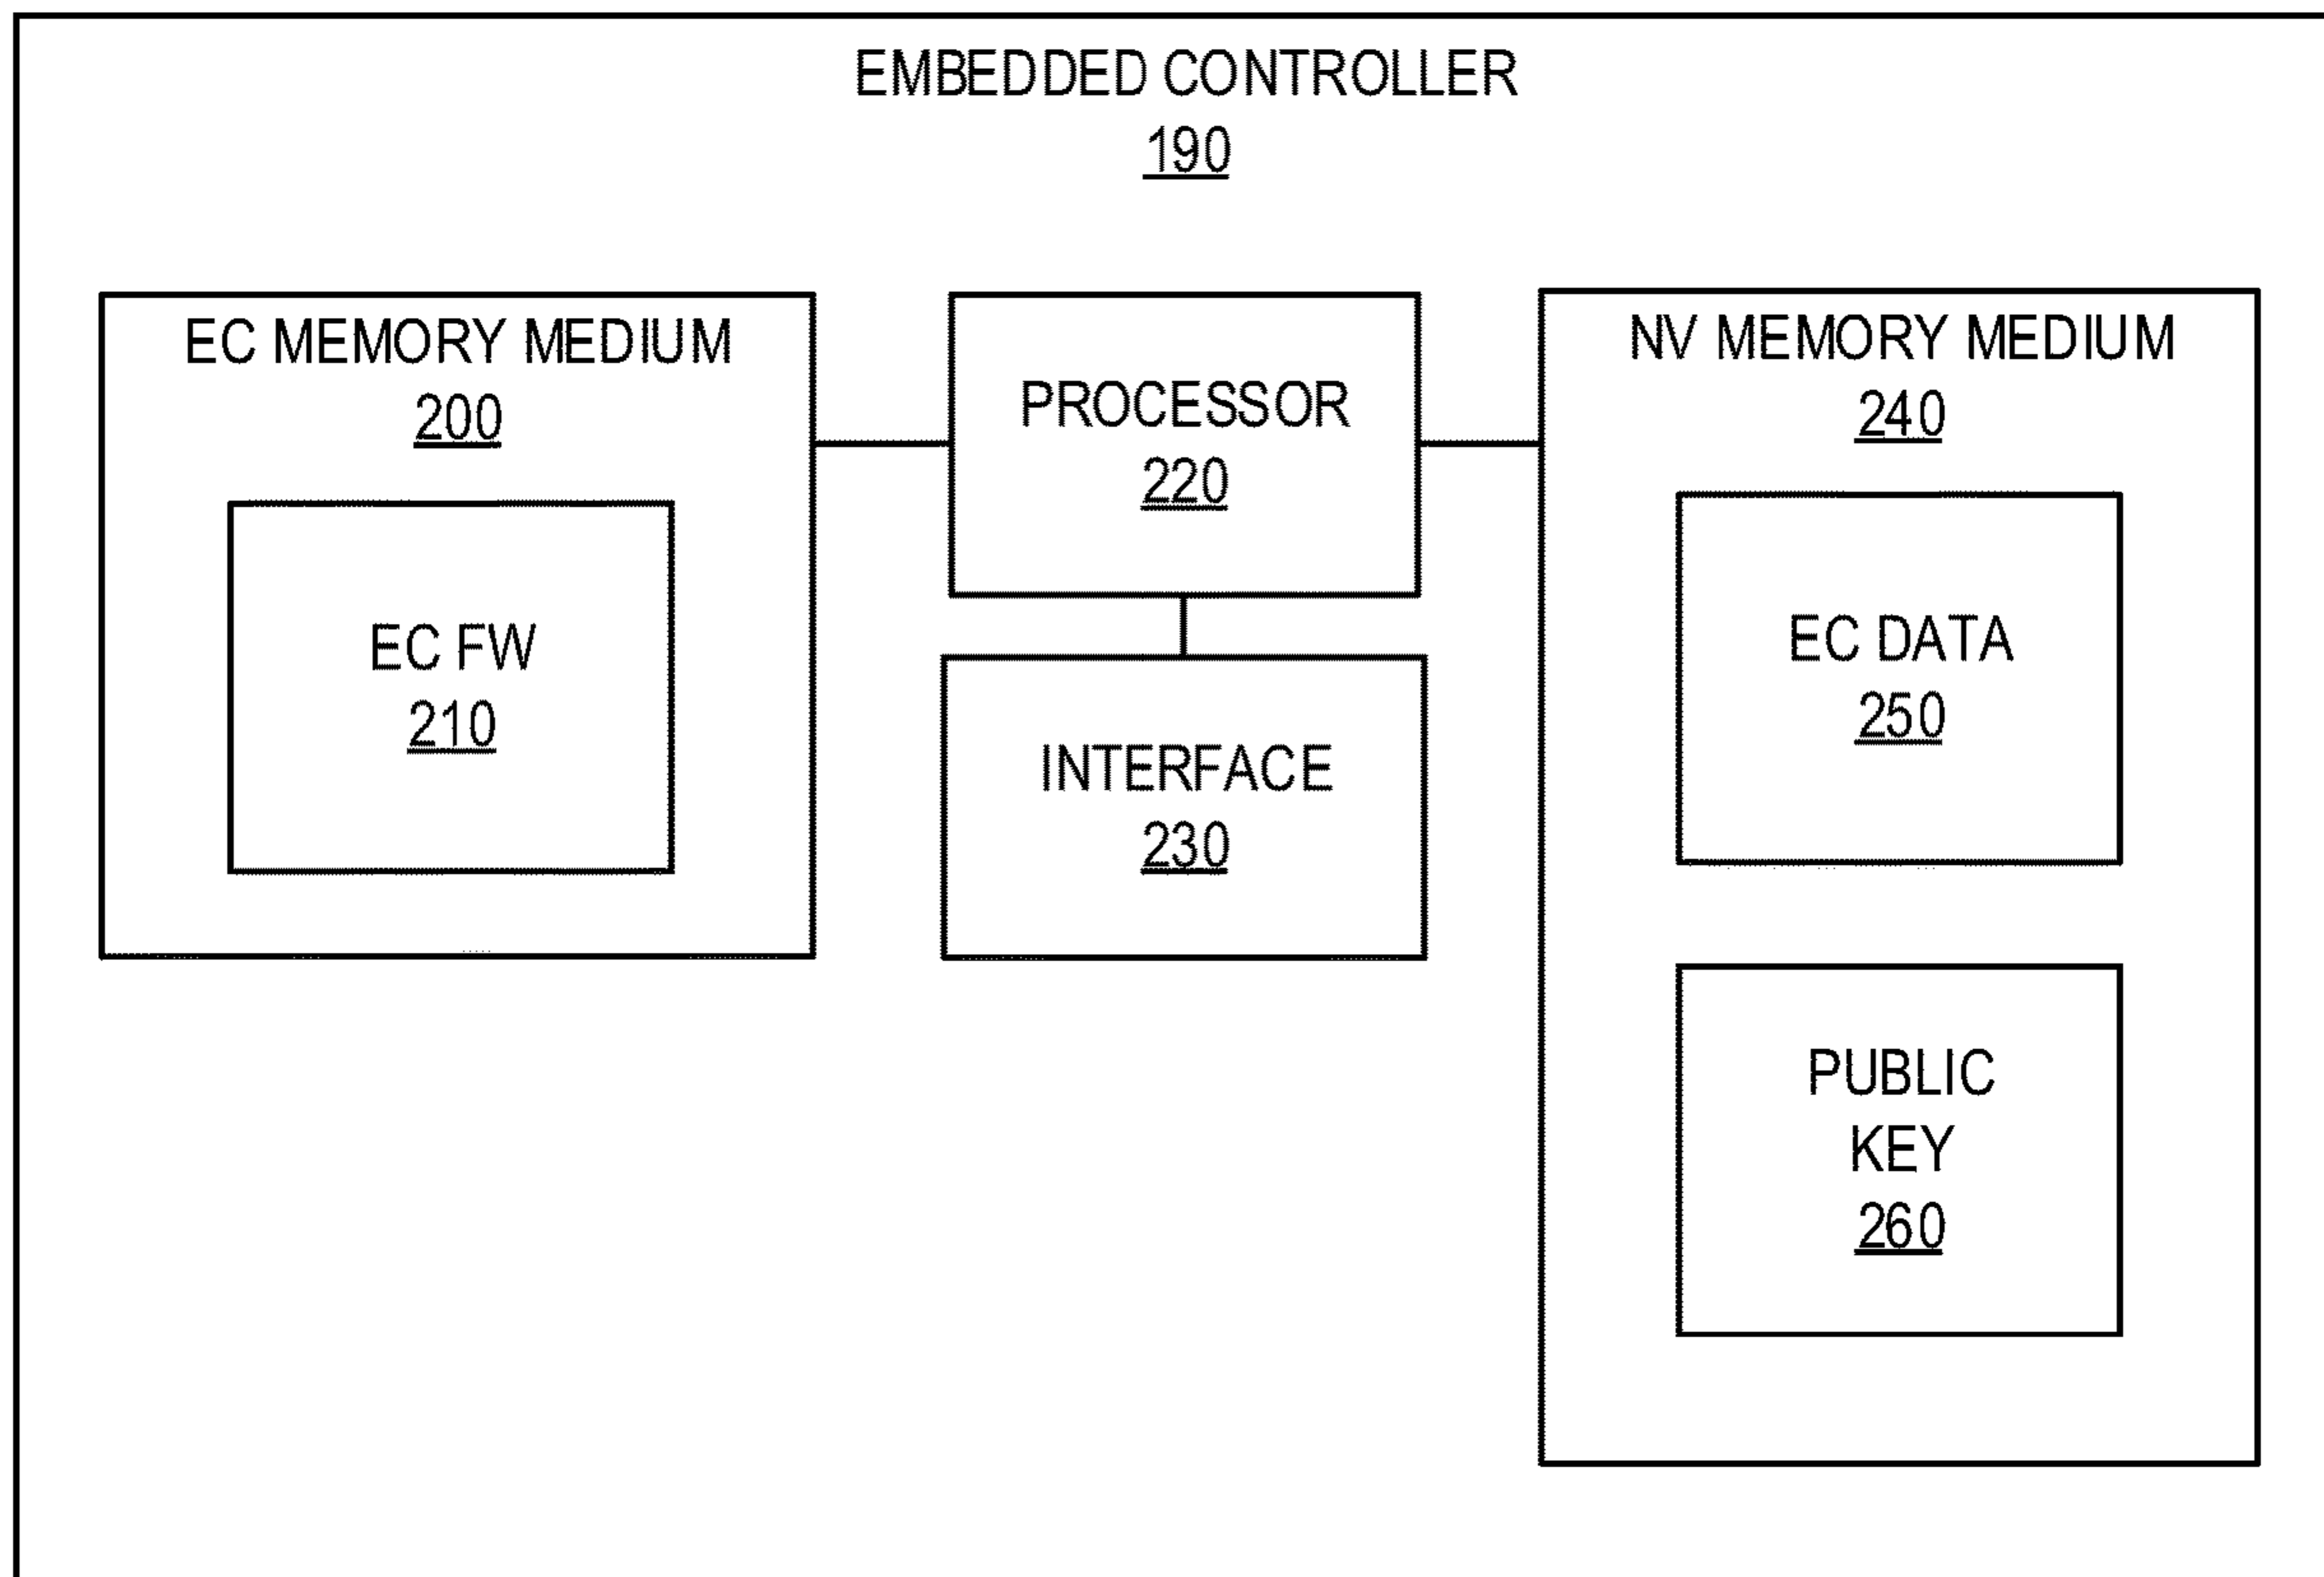 EMBEDDED CONTROLLER
190
EC MEMORY MEDIUM
200
EC FW
210
PROCESSOR
220
INTERFACE
230
NV MEMORY MEDIUM
240
EC DATA
250
PUBLIC
KEY
260